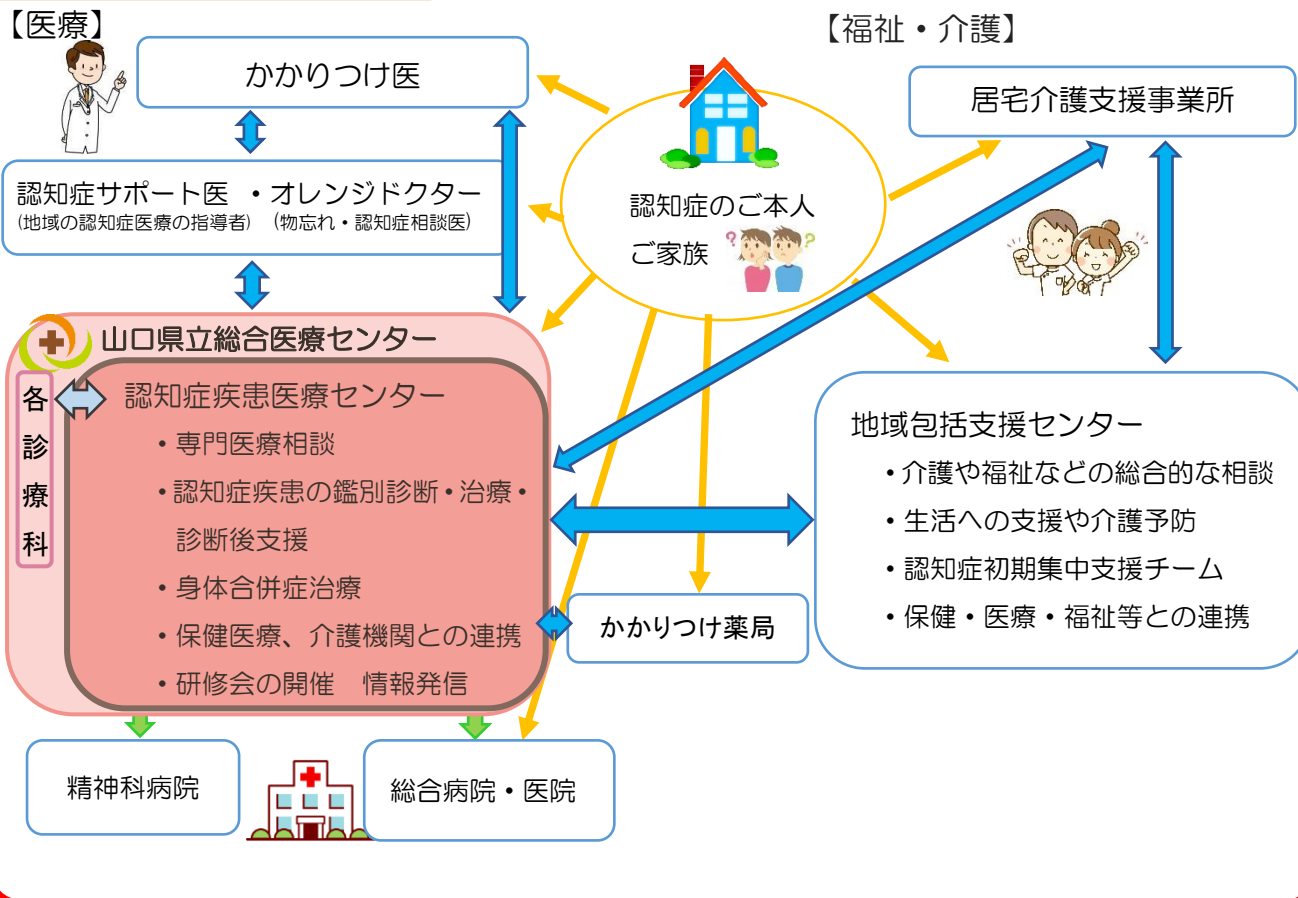 【医療】
【福祉・介護】
かかりつけ医
居宅介護支援事業所
認知症サポート医 ・オレンジドクター
(地域の認知症医療の指導者) (物忘れ・認知症相談医)
認知症のご本人
ご家族
? ?
山口県立総合医療センター
各診療科
認知症疾患医療センター
・専門医療相談
・認知症疾患の鑑別診断・治療・
診断後支援
・身体合併症治療
・保健医療、介護機関との連携
・研修会の開催 情報発信
地域包括支援センター
・介護や福祉などの総合的な相談
・生活への支援や介護予防
・認知症初期集中支援チーム
・保健・医療・福祉等との連携
かかりつけ薬局
精神科病院
総合病院・医院